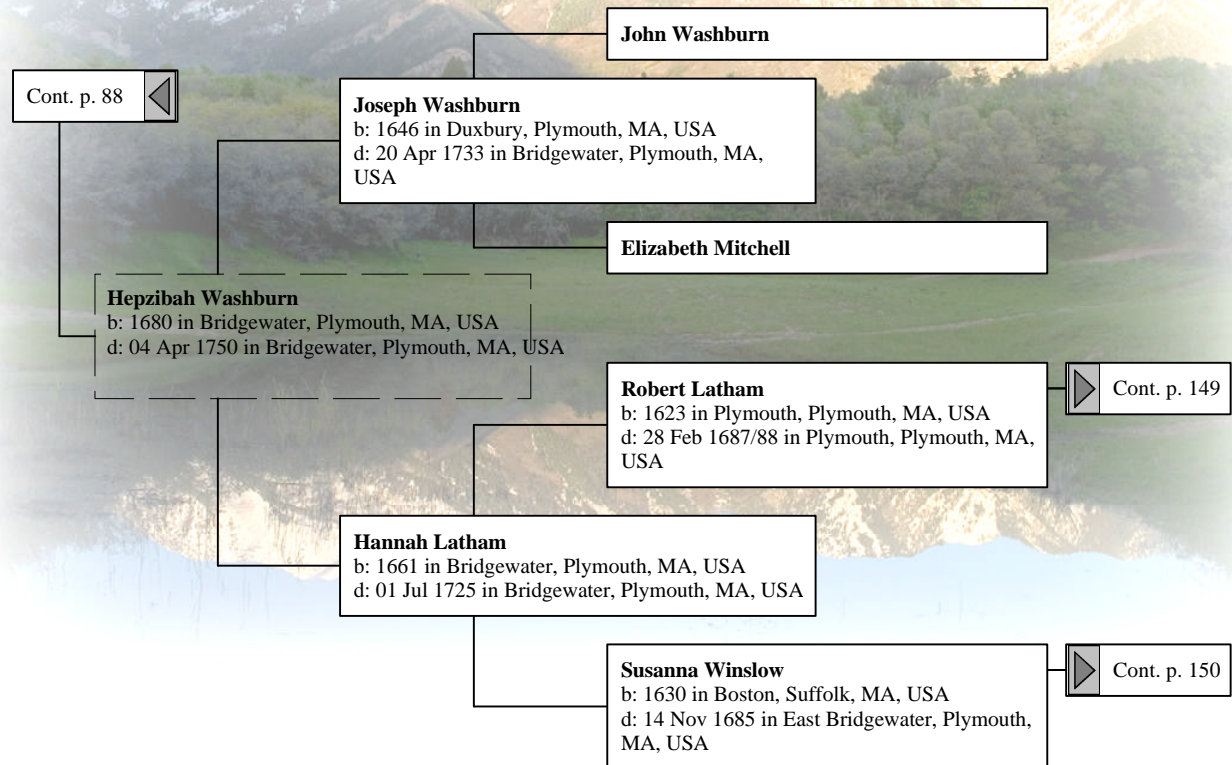 John Washburn
Cont. p. 88
Joseph Washburn
b: 1646 in Duxbury, Plymouth, MA, USA
d: 20 Apr 1733 in Bridgewater, Plymouth, MA,
USA
Elizabeth Mitchell
Hepzibah Washburn
b: 1680 in Bridgewater, Plymouth, MA, USA
d: 04 Apr 1750 in Bridgewater, Plymouth, MA, USA
Robert Latham
b: 1623 in Plymouth, Plymouth, MA, USA
d: 28 Feb 1687/88 in Plymouth, Plymouth, MA,
USA
Cont. p. 149
Hannah Latham
b: 1661 in Bridgewater, Plymouth, MA, USA
d: 01 Jul 1725 in Bridgewater, Plymouth, MA, USA
Susanna Winslow
b: 1630 in Boston, Suffolk, MA, USA
d: 14 Nov 1685 in East Bridgewater, Plymouth,
MA, USA
Cont. p. 150